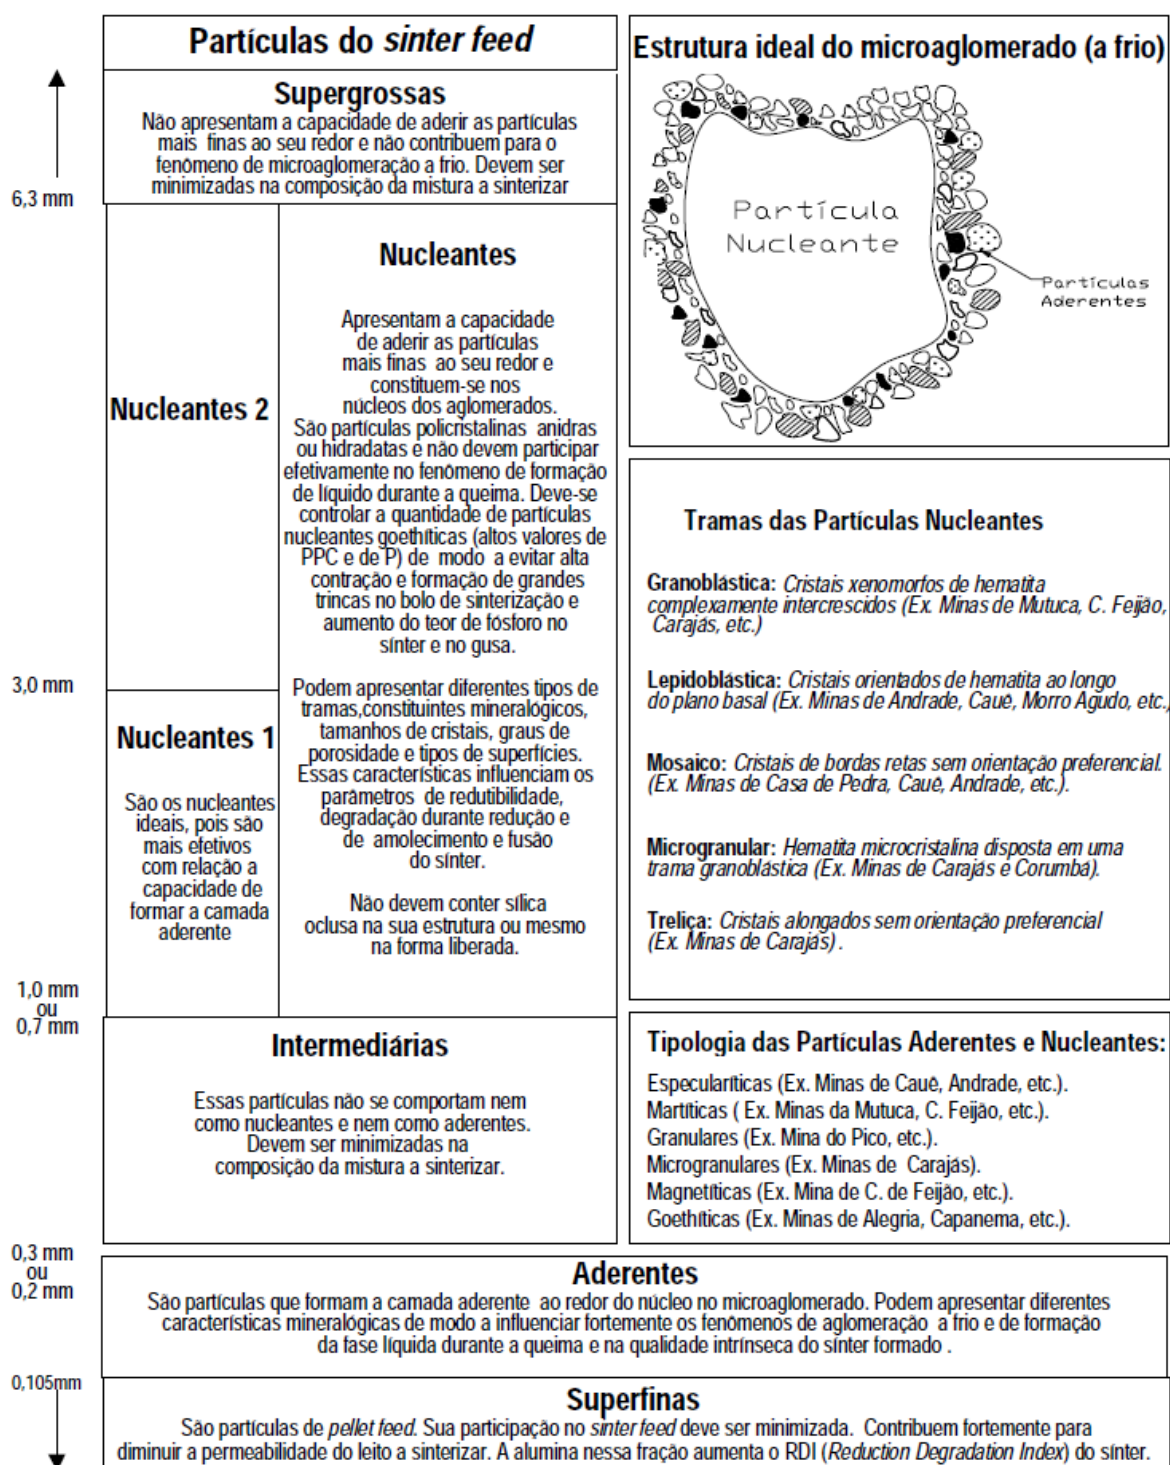 Partículas do sinter feed
Supergrossas
Não apresentam a capacidade de aderir as partículas
mais finas ao seu redor e não contribuem para o
fenômeno de microaglomeração a frio. Devem ser
minimizadas na composição da mistura a sinterizar
6,3 mm
Nucleantes 2
Nucleantes
Apresentam a capacidade
de aderir as partículas
mais finas ao seu redor e
constituem-se nos
núcleos dos aglomerados.
São partículas policristalinas anidras
ou hidratadas e não devem participar
efetivamente no fenômeno de formação
de líquido durante a queima. Deve-se
controlar a quantidade de partículas
nucleantes goethíticas (altos valores de
PPC e de P) de modo a evitar alta
contração e formação de grandes
trincas no bolo de sinterização e
aumento do teor de fósforo no
sínter e no gusa.
Podem apresentar diferentes tipos de
tramas,constituintes mineralógicos,
tamanhos de cristais, graus de
porosidade e tipos de superfícies.
Essas características influenciam os
parâmetros de redutibilidade,
degradação durante redução e
de amolecimento e fusão
do sínter.
Não devem conter sílica
oclusa na sua estrutura ou mesmo
na forma liberada.
3,0 mm
Nucleantes 1
São os nucleantes
ideais, pois são
mais efetivos
com relação a
capacidade de
formar a camada
aderente
1,0 mm
ou
0,7 mm
Intermediárias
Essas partículas não se comportam nem
como nucleantes e nem como aderentes.
Devem ser minimizadas na
composição da mistura a sinterizar.
Estrutura ideal do microaglomerado (a frio)
Partícula
Nucleante
Partículas
Aderentes
Tramas das Partículas Nucleantes
Granoblástica: Cristais xenomorfos de hematita
complexamente intercrescidos (Ex. Minas de Mutuca, C. Feijão,
Carajás, etc.)
Lepidoblástica: Cristais orientados de hematita ao longo
do plano basal (Ex. Minas de Andrade, Cauê, Morro Agudo, etc.)
Mosaico: Cristais de bordas retas sem orientação preferencial.
(Ex. Minas de Casa de Pedra, Cauê, Andrade, etc.).
Microgranular: Hematita microcristalina disposta em uma
trama granoblástica (Ex. Minas de Carajás e Corumbá).
Treliça: Cristais alongados sem orientação preferencial
(Ex. Minas de Carajás) .
Tipologia das Partículas Aderentes e Nucleantes:
Especularíticas (Ex. Minas de Cauê, Andrade, etc.).
Martíticas ( Ex. Minas da Mutuca, C. Feijão, etc.).
Granulares (Ex. Mina do Pico, etc.).
Microgranulares (Ex. Minas de Carajás).
Magnetíticas (Ex. Mina de C. de Feijão, etc.).
Goethíticas (Ex. Minas de Alegria, Capanema, etc.).
0,3 mm
ou
0,2 mm
Aderentes
São partículas que formam a camada aderente ao redor do núcleo no microaglomerado. Podem apresentar diferentes
características mineralógicas de modo a influenciar fortemente os fenômenos de aglomeração a frio e de formação
da fase líquida durante a queima e na qualidade intrínseca do sínter formado .
0,105mm
Superfinas
São partículas de pellet feed. Sua participação no sinter feed deve ser minimizada. Contribuem fortemente para
diminuir a permeabilidade do leito a sinterizar. A alumina nessa fração aumenta o RDI (Reduction Degradation Index) do sínter.